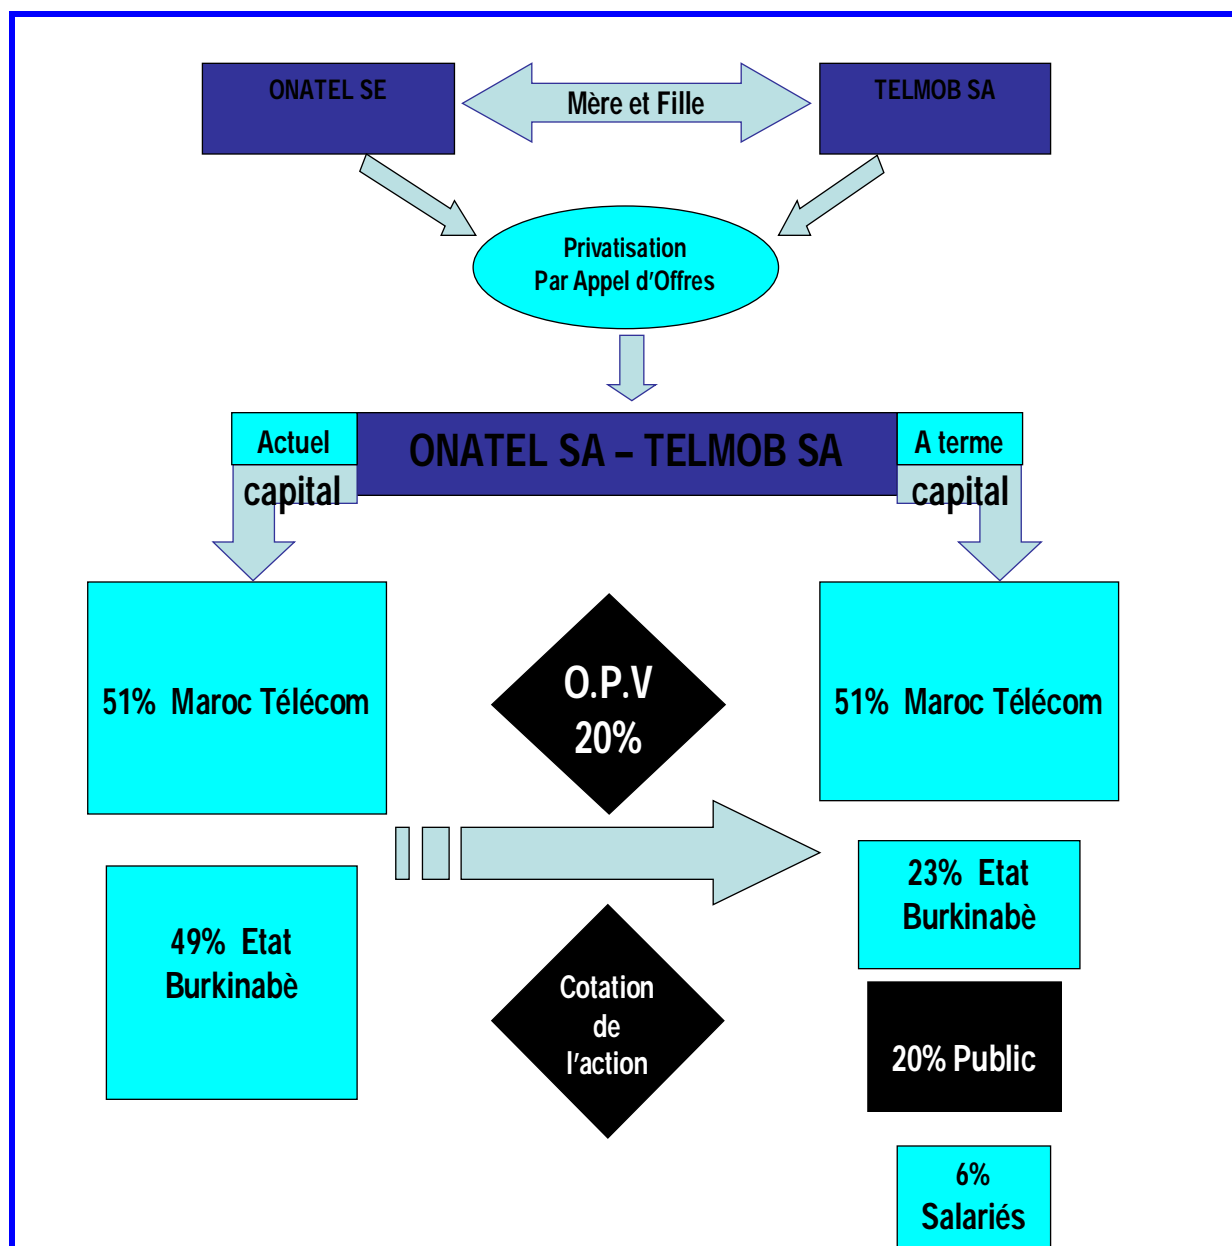 ONATEL SE
Mère et Fille
TELMOB SA
Privatisation
Par Appel d'Offres
Actuel
capital
ONATEL SA – TELMOB SA
A terme
capital
51% Maroc Télécom
O.P.V
20%
51% Maroc Télécom
49% Etat
Burkinabè
Cotation
de
l'action
23% Etat
Burkinabè
20% Public
6%
Salariés